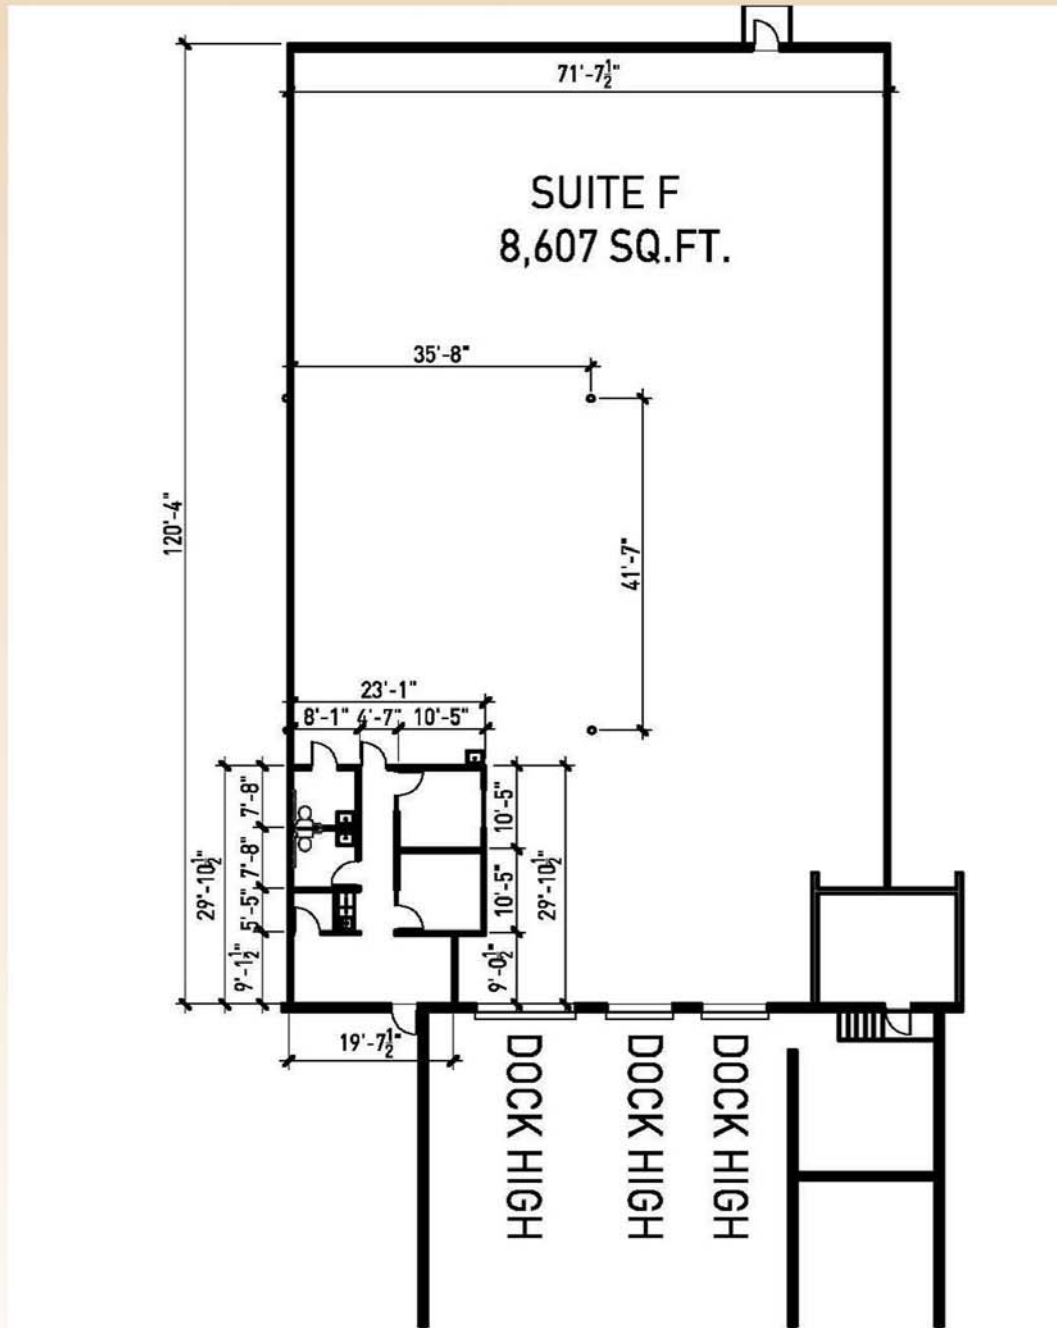 71'-7½"
SUITE F
8,607 SQ.FT.
35'-8"
120'-4"
41'-7"
23'-1"
8'-1" 4'-7" 10'-5"
29'-10½"
7'-8"
7'-8"
5'-5"
9'-1½"
10'-5"
10'-5"
9'-0½"
29'-10½"
19'-7½"
DOCK HIGH
DOCK HIGH
DOCK HIGH